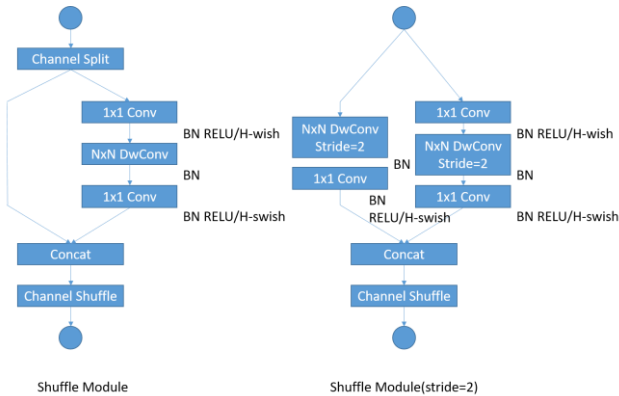 Channel Split
1x1 Conv
BN RELU/H-wish
NxN DwConv
BN
1x1 Conv
BN RELU/H-swish
Concat
Channel Shuffle
Shuffle Module
1x1 Conv
BN RELU/H-wish
NxN DwConv
Stride=2
BN
1x1 Conv
BN
RELU/H-swish
NxN DwConv
Stride=2
BN
1x1 Conv
BN RELU/H-swish
Concat
Channel Shuffle
Shuffle Module(stride=2)